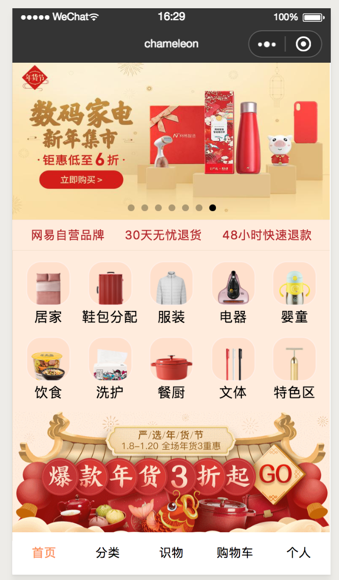 WeChat 16:29 100%
chameleon
年货节
数码家电
新年集市
·钜惠低至6折·
立即购买>
网易自营品牌 30天无忧退货 48小时快速退款
居家 鞋包分配 服装 电器 婴童
饮食 洗护 餐厨 文体 特色区
严/选/年/货/节
1.8–1.20 全场年货3重惠
爆款年货3折起GO
首页 分类 识物 购物车 个人